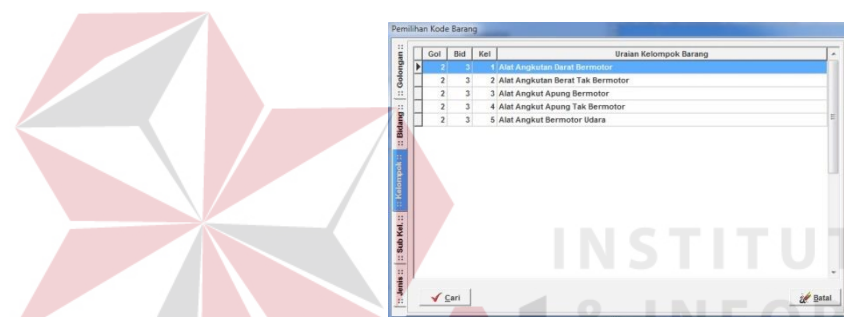 Pemilihan Kode Barang
:: Golongan ::
:: Bidang ::
:: Kelompok ::
:: Sub Kel. ::
:: Jenis ::
Gol Bid Kel Uraian Kelompok Barang
2 3 1 Alat Angkutan Darat Bermotor
2 3 2 Alat Angkutan Berat Tak Bermotor
2 3 3 Alat Angkut Apung Bermotor
2 3 4 Alat Angkut Apung Tak Bermotor
2 3 5 Alat Angkut Bermotor Udara
INSTITUT
Cari Batal
& INFO